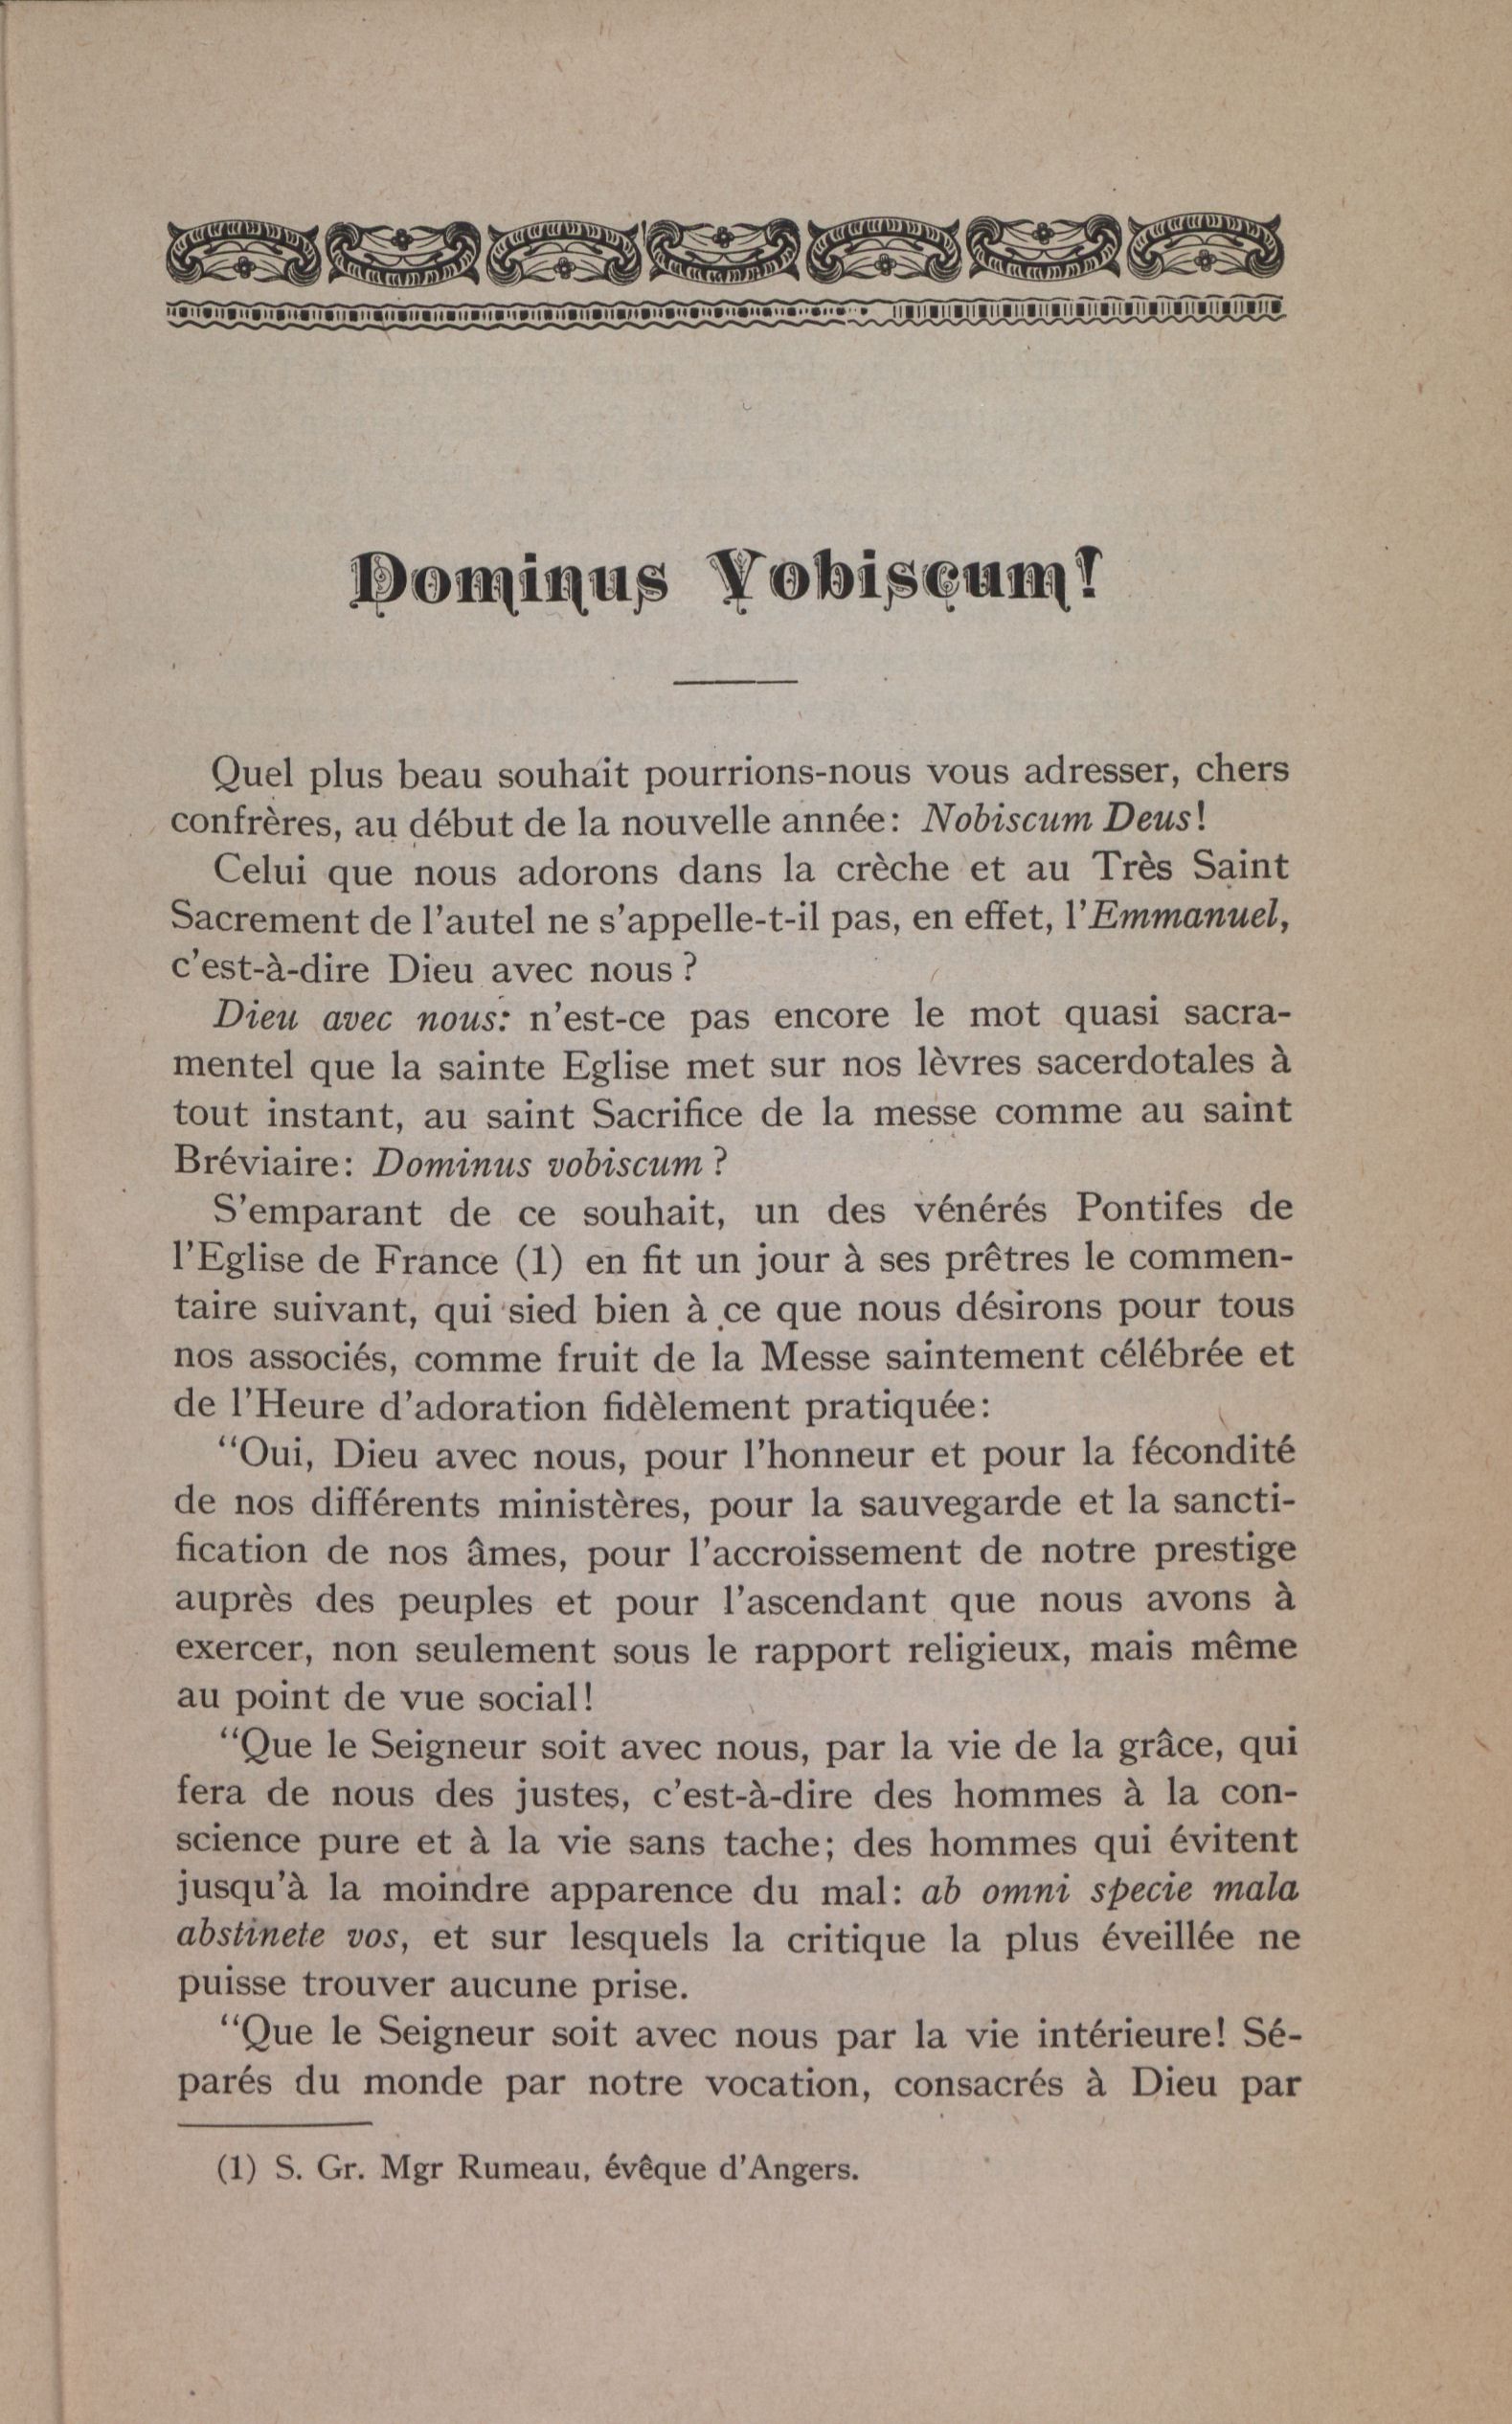 Dominus Vobiscum!
Quel plus beau souhait pourrions-nous vous adresser, chers
confrères, au début de la nouvelle année: Nobiscum Deus!
Celui que nous adorons dans la crèche et au Très Saint
Sacrement de l'autel ne s'appelle-t-il pas, en effet, l'Emmanuel,
c'est-à-dire Dieu avec nous ?
Dieu avec nous: n'est-ce pas encore le mot quasi sacra-
mentel que la sainte Eglise met sur nos lèvres sacerdotales à
tout instant, au saint Sacrifice de la messe comme au saint
Bréviaire: Dominus vobiscum ?
S'emparant de ce souhait, un des vénérés Pontifes de
l'Eglise de France (1) en fit un jour à ses prêtres le commen-
taire suivant, qui sied bien à ce que nous désirons pour tous
nos associés, comme fruit de la Messe saintement célébrée et
de l'Heure d'adoration fidèlement pratiquée:
“Oui, Dieu avec nous, pour l'honneur et pour la fécondité
de nos différents ministères, pour la sauvegarde et la sancti-
fication de nos âmes, pour l'accroissement de notre prestige
auprès des peuples et pour l'ascendant que nous avons à
exercer, non seulement sous le rapport religieux, mais même
au point de vue social!
“Que le Seigneur soit avec nous, par la vie de la grâce, qui
fera de nous des justes, c'est-à-dire des hommes à la con-
science pure et à la vie sans tache; des hommes qui évitent
jusqu'à la moindre apparence du mal: ab omni specie mala
abstinete vos, et sur lesquels la critique la plus éveillée ne
puisse trouver aucune prise.
“Que le Seigneur soit avec nous par la vie intérieure! Sé-
parés du monde par notre vocation, consacrés à Dieu par
(1) S. Gr. Mgr Rumeau, évêque d'Angers.